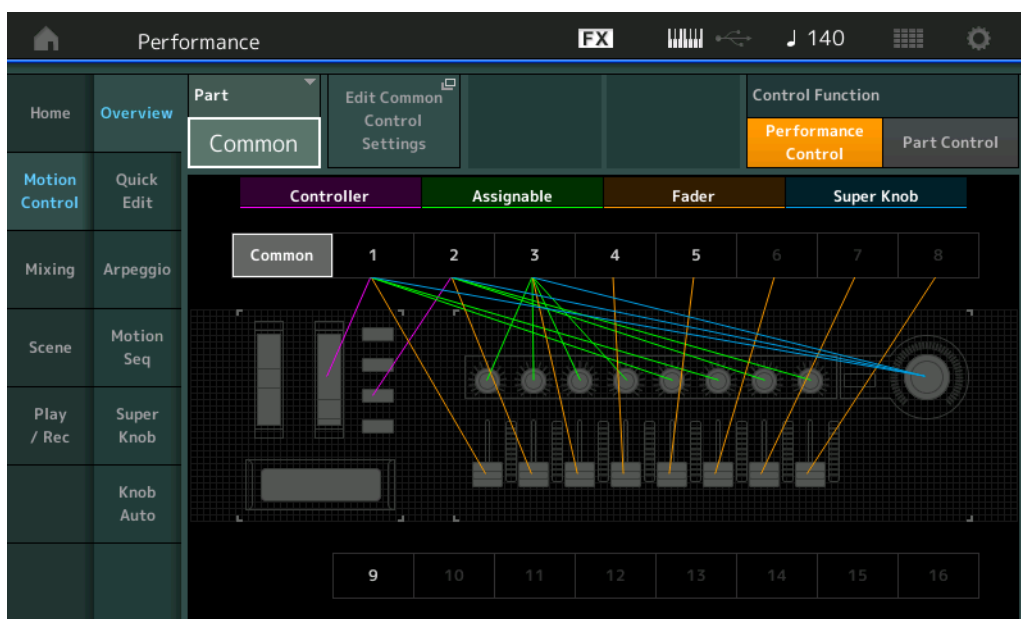 Performance
FX
♩ 140
Home
Overview
Part
Common
Edit Common
Control
Settings
Control Function
Performance
Control
Part Control
Motion
Control
Quick
Edit
Controller
Assignable
Fader
Super Knob
Common
1
2
3
4
5
6
7
8
Mixing
Arpeggio
Scene
Motion
Seq
Play
/ Rec
Super
Knob
Knob
Auto
9
10
11
12
13
14
15
16